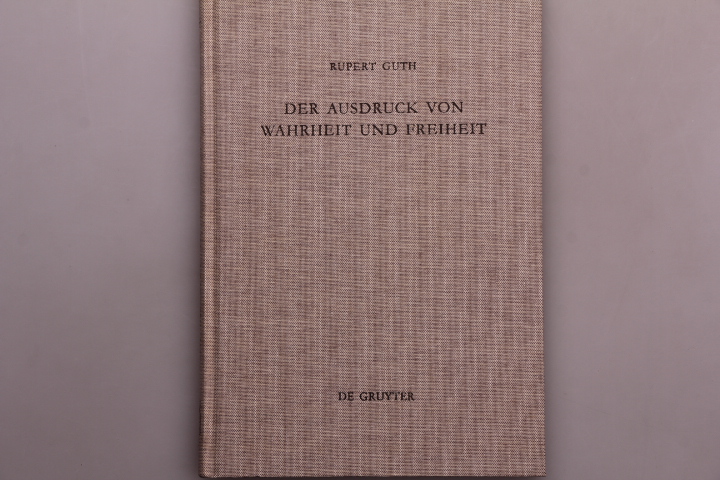 RUPERT GUTH
DER AUSDRUCK VON
WAHRHEIT UND FREIHEIT
DE GRUYTER